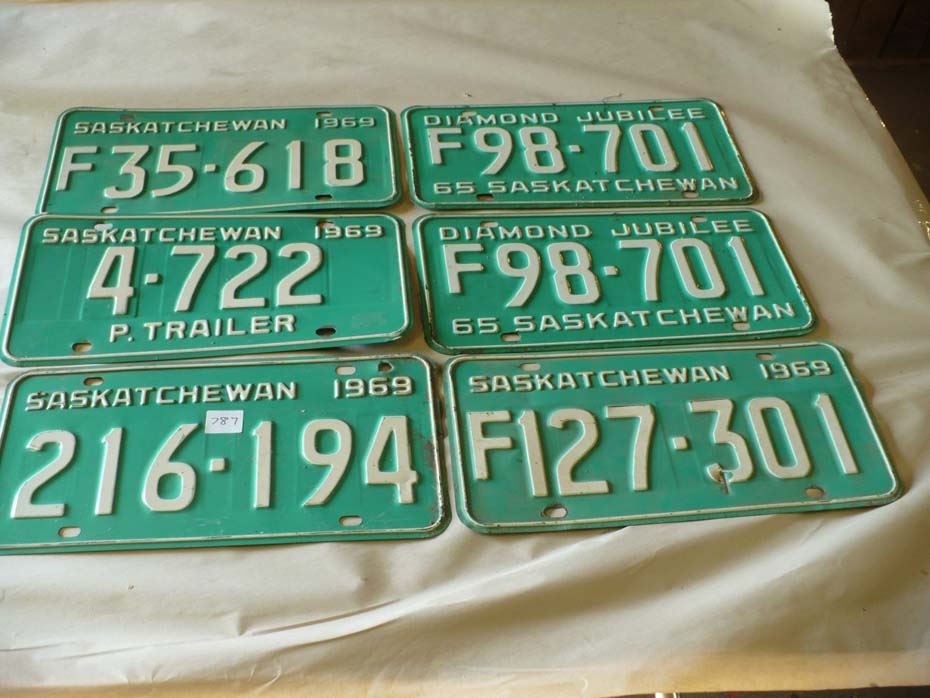 SASKATCHEWAN 1969
F35·618
DIAMOND JUBILEE
F98·701
65 SASKATCHEWAN
SASKATCHEWAN 1969
4·722
P. TRAILER
DIAMOND JUBILEE
F98·701
65 SASKATCHEWAN
SASKATCHEWAN 1969
216·194
787
SASKATCHEWAN 1969
F127·301